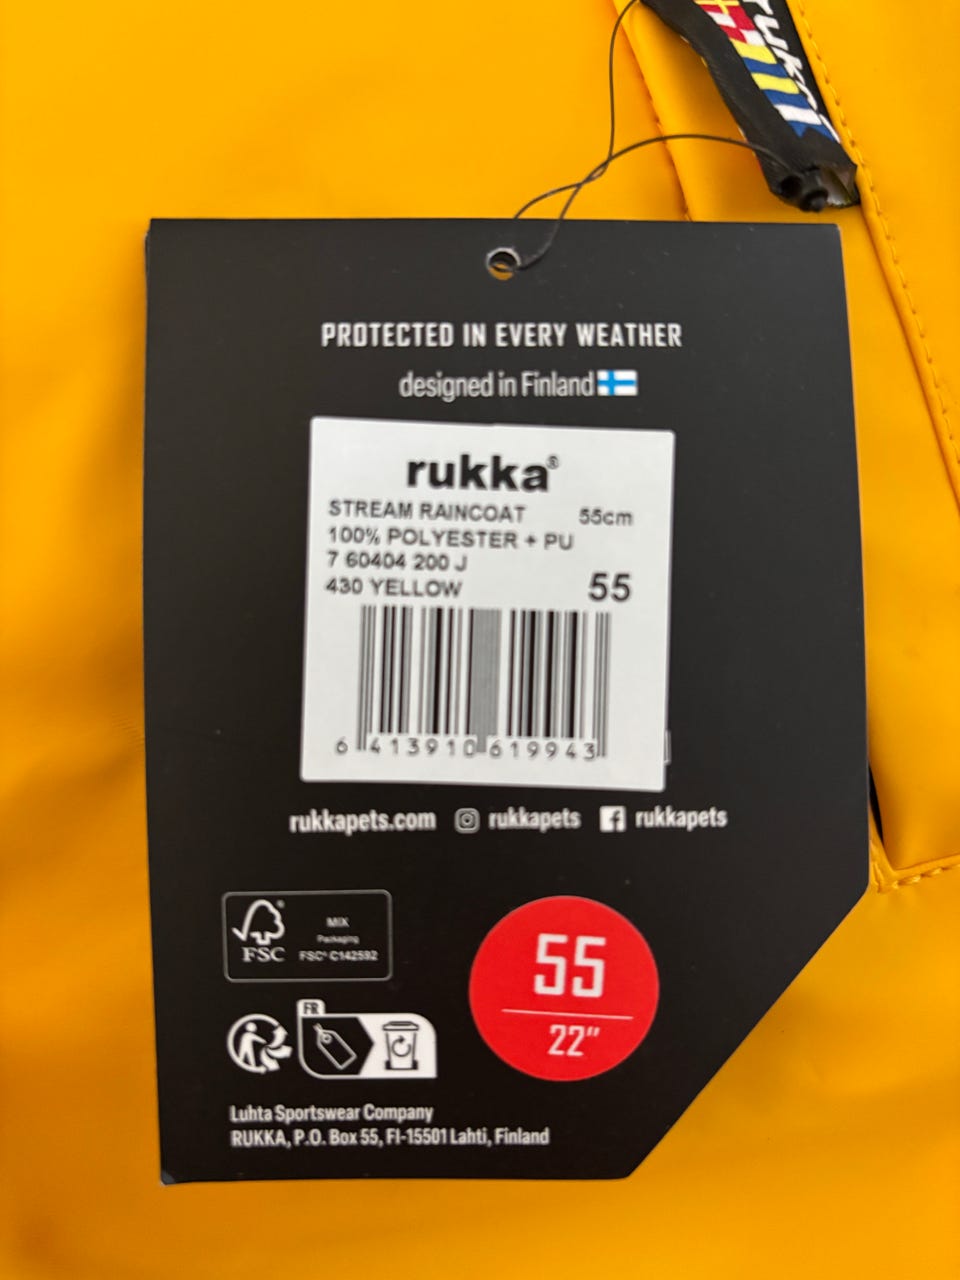 rukka
PROTECTED IN EVERY WEATHER
designed in Finland
rukka®
STREAM RAINCOAT 55cm
100% POLYESTER + PU
7 60404 200 J
430 YELLOW 55
6 413910 619943
rukkapets.com rukkapets rukkapets
FSC®
MIX
Packaging
FSC® C142592
FR
55
22"
Luhta Sportswear Company
RUKKA, P.O. Box 55, FI-15501 Lahti, Finland